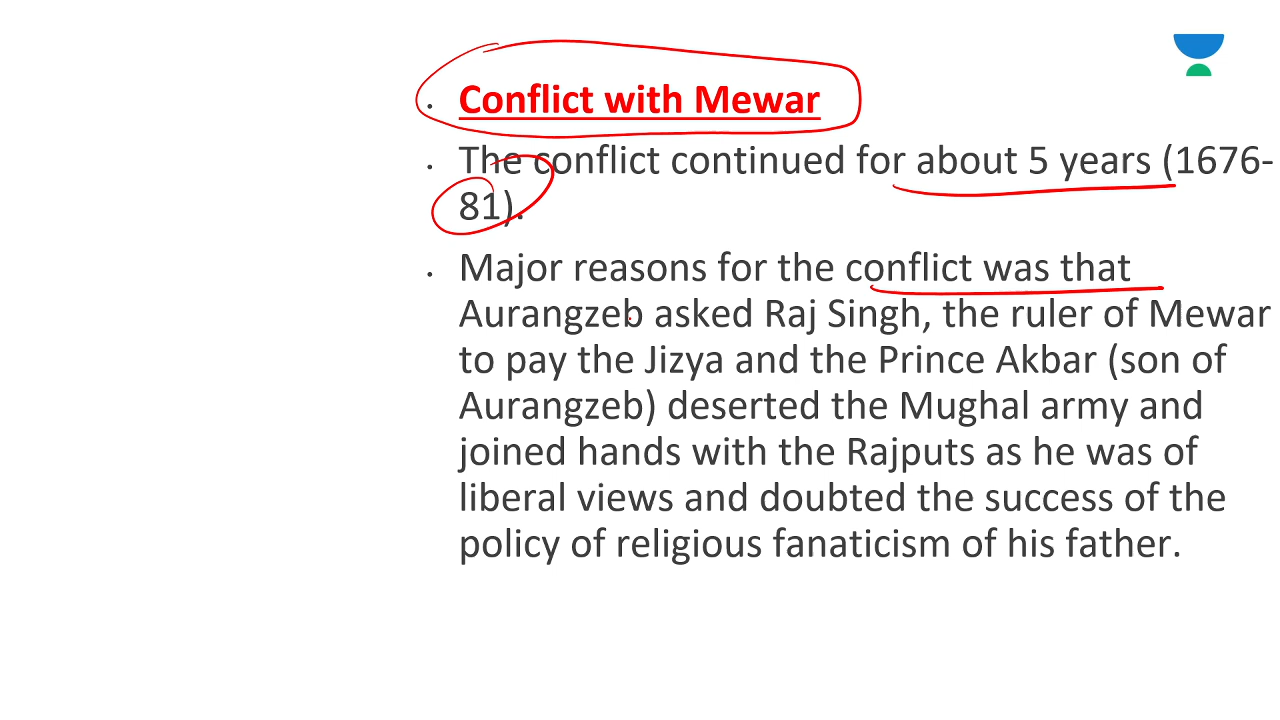 Conflict with Mewar
The conflict continued for about 5 years (1676-
81).
Major reasons for the conflict was that
Aurangzeb asked Raj Singh, the ruler of Mewar
to pay the Jizya and the Prince Akbar (son of
Aurangzeb) deserted the Mughal army and
joined hands with the Rajputs as he was of
liberal views and doubted the success of the
policy of religious fanaticism of his father.